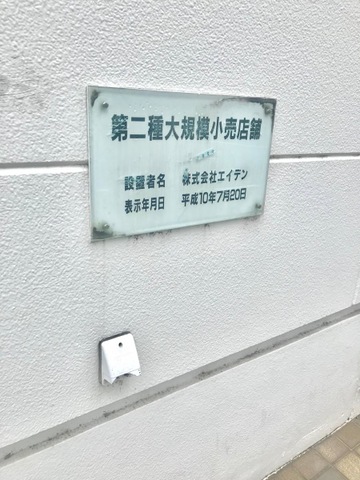 第二種大規模小売店舗
設置者名 株式会社エイデン
表示年月日 平成10年7月20日